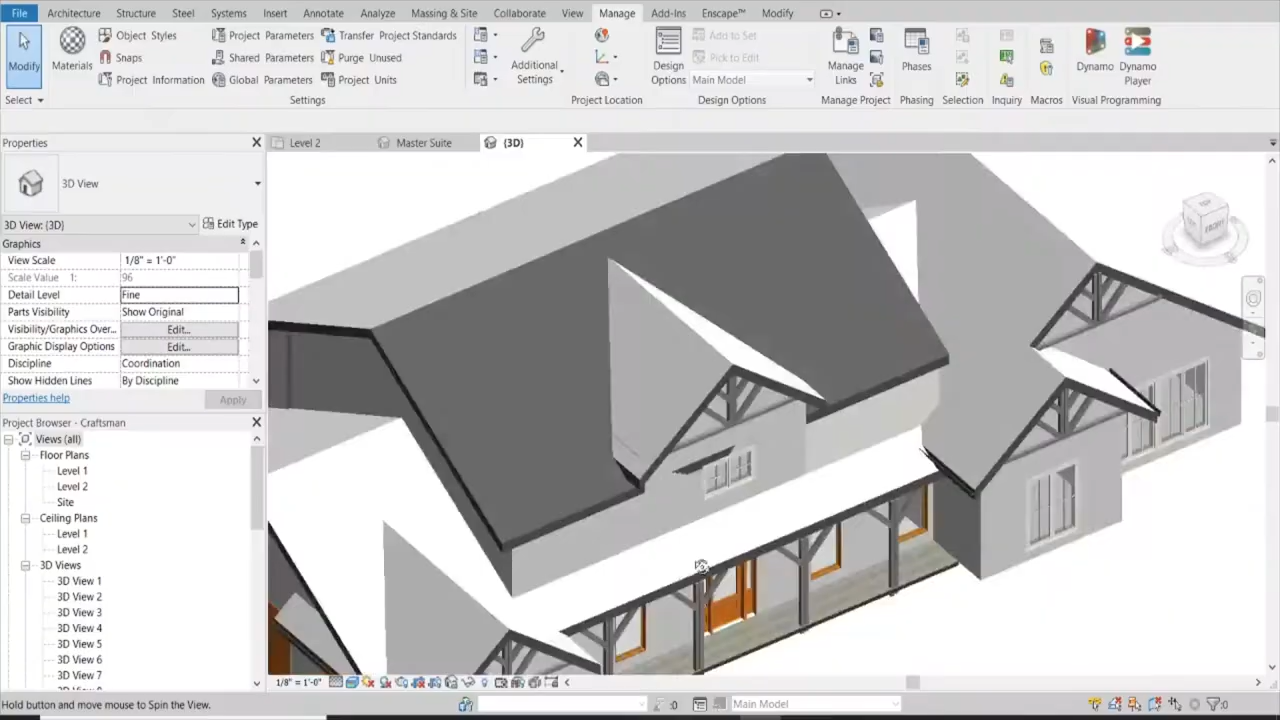 File Architecture Structure Steel Systems Insert Annotate Analyze Massing & Site Collaborate View Manage Add-Ins Enscape™ Modify
Modify
Materials
Object Styles
Snaps
Project Information
Project Parameters
Shared Parameters
Global Parameters
Transfer Project Standards
Purge Unused
Project Units
Additional
Settings
Design
Options
Add to Set
Pick to Edit
Main Model
Manage
Links
Phases
Dynamo
Dynamo
Player
Select
Settings
Project Location
Design Options
Manage Project
Phasing
Selection
Inquiry
Macros
Visual Programming
Properties
Level 2
Master Suite
{3D}
3D View
3D View: {3D}
Edit Type
Graphics
View Scale 1/8" = 1'-0"
Scale Value 1: 96
Detail Level Fine
Parts Visibility Show Original
Visibility/Graphics Over... Edit...
Graphic Display Options Edit...
Discipline Coordination
Show Hidden Lines By Discipline
Properties help
Apply
Project Browser - Craftsman
Views (all)
Floor Plans
Level 1
Level 2
Site
Ceiling Plans
Level 1
Level 2
3D Views
3D View 1
3D View 2
3D View 3
3D View 4
3D View 5
3D View 6
3D View 7
TOP
FRONT
1/8" = 1'-0"
Hold button and move mouse to Spin the View.
:0
Main Model
:0